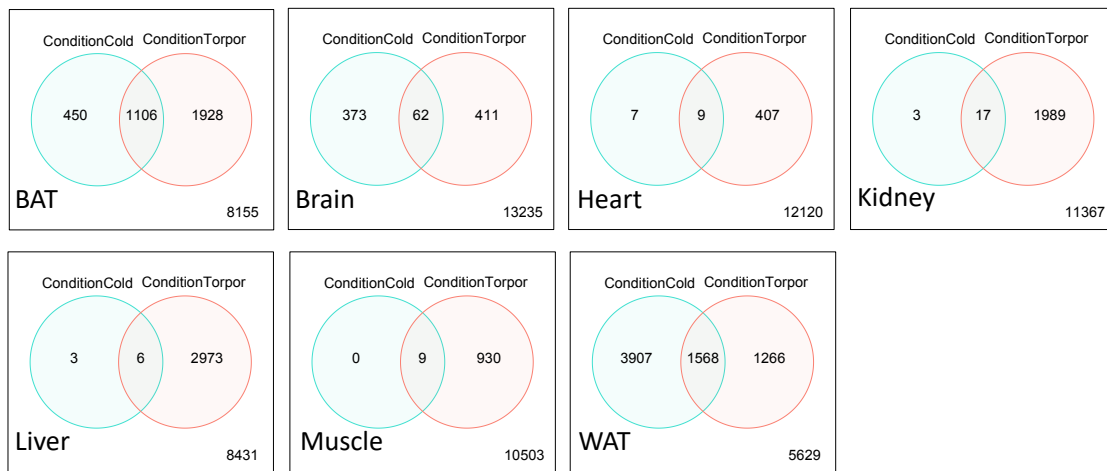 ConditionCold ConditionTorpor
450 1106 1928
BAT
8155
ConditionCold ConditionTorpor
373 62 411
Brain
13235
ConditionCold ConditionTorpor
7 9 407
Heart
12120
ConditionCold ConditionTorpor
3 17 1989
Kidney
11367
ConditionCold ConditionTorpor
3 6 2973
Liver
8431
ConditionCold ConditionTorpor
0 9 930
Muscle
10503
ConditionCold ConditionTorpor
3907 1568 1266
WAT
5629